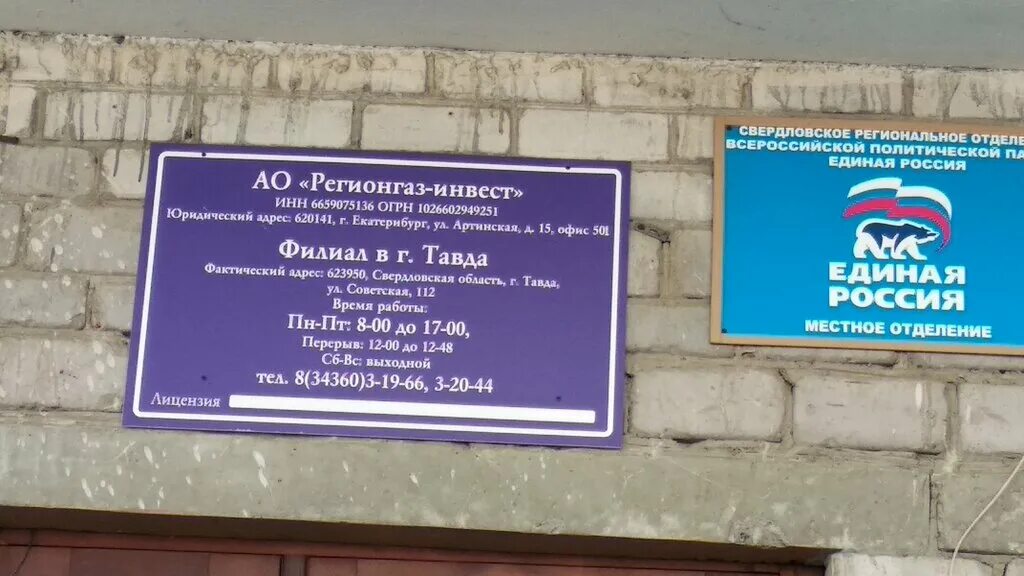 АО «Регионгаз-инвест»
ИНН 6659075136 ОГРН 1026602949251
Юридический адрес: 620141, г. Екатеринбург, ул. Артинская, д. 15, офис 501
Филиал в г. Тавда
Фактический адрес: 623950, Свердловская область, г. Тавда,
ул. Советская, 112
Время работы:
Пн-Пт: 8-00 до 17-00,
Перерыв: 12-00 до 12-48
Сб-Вс: выходной
тел. 8(34360)3-19-66, 3-20-44
Лицензия
СВЕРДЛОВСКОЕ РЕГИОНАЛЬНОЕ ОТДЕЛЕ
ВСЕРОССИЙСКОЙ ПОЛИТИЧЕСКОЙ ПА
ЕДИНАЯ РОССИЯ
ЕДИНАЯ
РОССИЯ
МЕСТНОЕ ОТДЕЛЕНИЕ